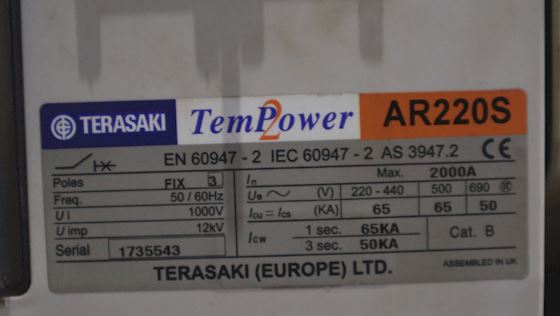 TERASAKI TemPower 2 AR220S
EN 60947 - 2 IEC 60947 - 2 AS 3947.2 CE
Poles FIX 3
Freq. 50 / 60Hz
U i 1000V
U imp 12kV
Serial 1735543
In Max. 2000A
Ue ~ (V) 220 - 440 500 690 ®
Icu = Ics (KA) 65 65 50
Icw 1 sec. 65KA Cat. B
3 sec. 50KA
TERASAKI (EUROPE) LTD. ASSEMBLED IN UK